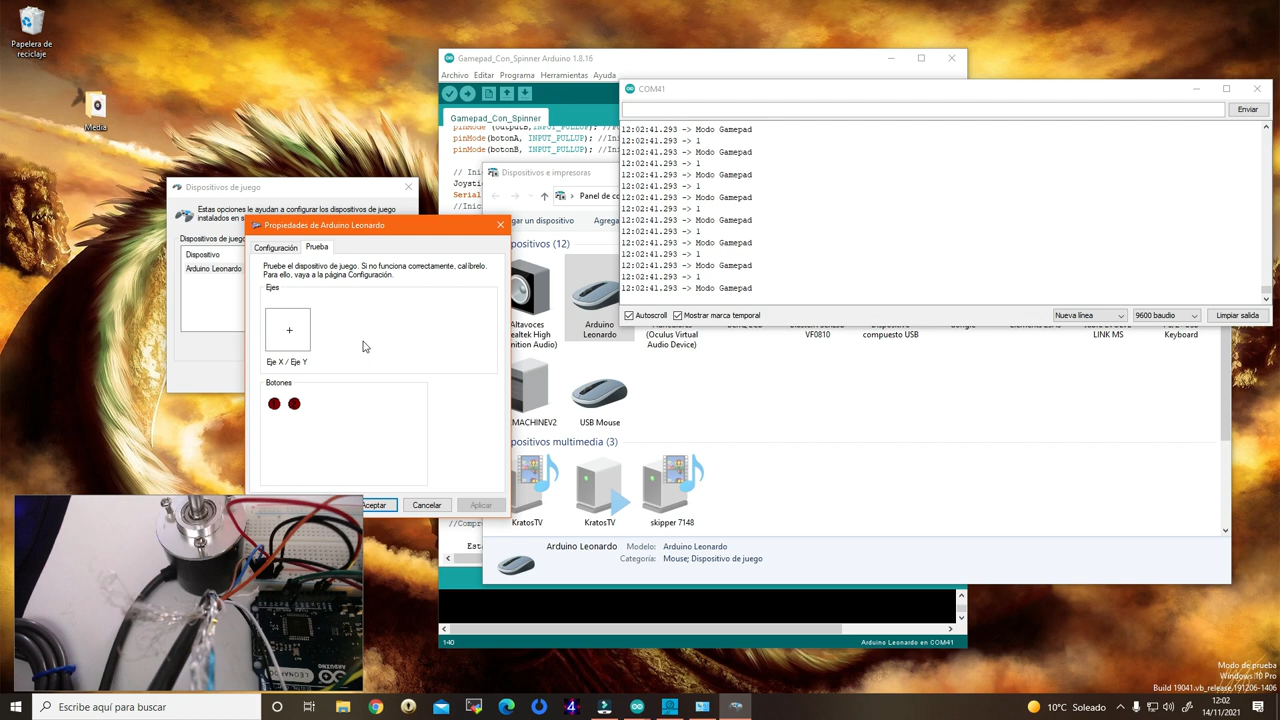 Papelera de
reciclaje
Media
Gamepad_Con_Spinner Arduino 1.8.16
Archivo Editar Programa Herramientas Ayuda
Gamepad_Con_Spinner
pinMode(botonA, INPUT_PULLUP);
pinMode(botonB, INPUT_PULLUP);
COM41
Enviar
12:02:41.293 -> Modo Gamepad
12:02:41.293 -> 1
12:02:41.293 -> Modo Gamepad
12:02:41.293 -> 1
12:02:41.293 -> Modo Gamepad
12:02:41.293 -> 1
12:02:41.293 -> Modo Gamepad
12:02:41.293 -> 1
12:02:41.293 -> Modo Gamepad
12:02:41.293 -> 1
12:02:41.293 -> Modo Gamepad
12:02:41.293 -> 1
12:02:41.293 -> Modo Gamepad
12:02:41.293 -> 1
12:02:41.293 -> Modo Gamepad
Autoscroll Mostrar marca temporal
Nueva línea
9600 baudio
Limpiar salida
Dispositivos e impresoras
Panel de co
gar un dispositivo Agrega
positivos (12)
Altavoces
Realtek High
nition Audio)
Arduino
Leonardo
(Oculus Virtual
Audio Device)
VF0810
Dispositivo
compuesto USB
LINK MS
Keyboard
MACHINEV2
USB Mouse
positivos multimedia (3)
KratosTV
KratosTV
skipper 7148
Arduino Leonardo Modelo: Arduino Leonardo
Categoría: Mouse; Dispositivo de juego
Dispositivos de juego
Estas opciones le ayudan a configurar los dispositivos de juego
instalados en s
Dispositivos de juego
Dispositivo
Arduino Leonardo
Propiedades de Arduino Leonardo
Configuración Prueba
Pruebe el dispositivo de juego. Si no funciona correctamente, calíbrelo.
Para ello, vaya a la página Configuración.
Ejes
Eje X / Eje Y
Botones
Aceptar
Cancelar
Aplicar
140
Arduino Leonardo en COM41
Modo de prueba
Windows 10 Pro
Build 19041.vb_release.191206-1406
Escribe aquí para buscar
10°C Soleado
12:02
14/11/2021